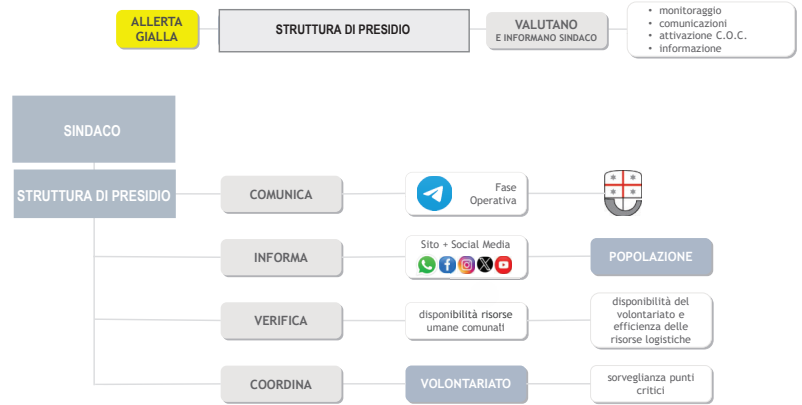 ALLERTA
GIALLA
STRUTTURA DI PRESIDIO
VALUTANO
E INFORMANO SINDACO
• monitoraggio
• comunicazioni
• attivazione C.O.C.
• informazione
SINDACO
STRUTTURA DI PRESIDIO
COMUNICA
Fase
Operativa
INFORMA
Sito + Social Media
POPOLAZIONE
VERIFICA
disponibilità risorse
umane comunali
disponibilità del
volontariato e
efficienza delle
risorse logistiche
COORDINA
VOLONTARIATO
sorveglianza punti
critici